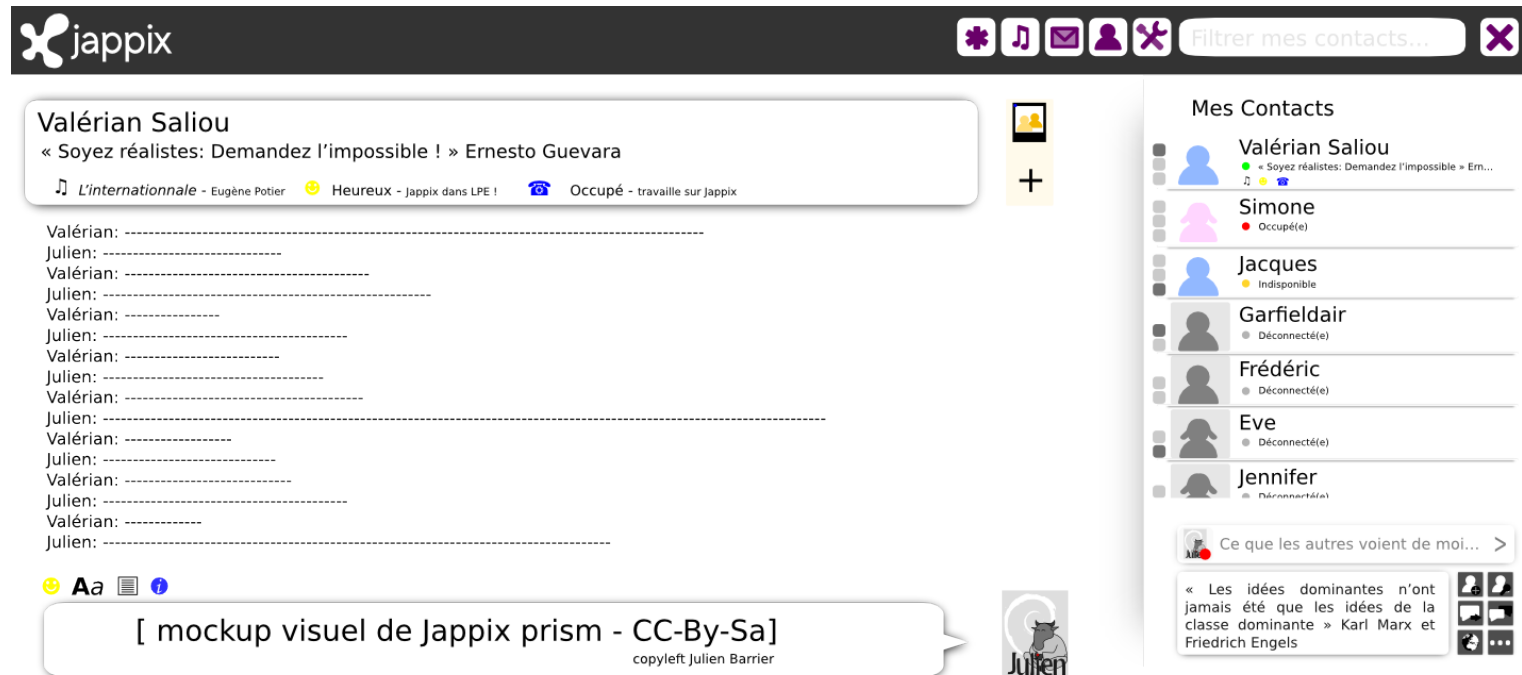 jappix
Filtrer mes contacts...
Valérian Saliou
« Soyez réalistes: Demandez l’impossible ! » Ernesto Guevara
L’internationnale - Eugène Potier Heureux - Jappix dans LPE ! Occupé - travaille sur Jappix
Valérian: ------------------------------------------------------------------------------------------------
Julien: ------------------------------
Valérian: -----------------------------------------
Julien: -------------------------------------------------------
Valérian: ----------------
Julien: -----------------------------------------
Valérian: --------------------------
Julien: -------------------------------------
Valérian: ----------------------------------------
Julien: -------------------------------------------------------------------------------------------------------------------------
Valérian: ------------------
Julien: -----------------------------
Valérian: ----------------------------
Julien: -----------------------------------------
Valérian: -------------
Julien: -------------------------------------------------------------------------------------
Aa
[ mockup visuel de Jappix prism - CC-By-Sa]
copyleft Julien Barrier
Julien
Mes Contacts
Valérian Saliou
« Soyez réalistes: Demandez l’impossible » Ern...
Simone
Occupé(e)
Jacques
Indisponible
Garfieldair
Déconnecté(e)
Frédéric
Déconnecté(e)
Eve
Déconnecté(e)
Jennifer
Déconnecté(e)
Ce que les autres voient de moi... >
« Les idées dominantes n’ont
jamais été que les idées de la
classe dominante » Karl Marx et
Friedrich Engels